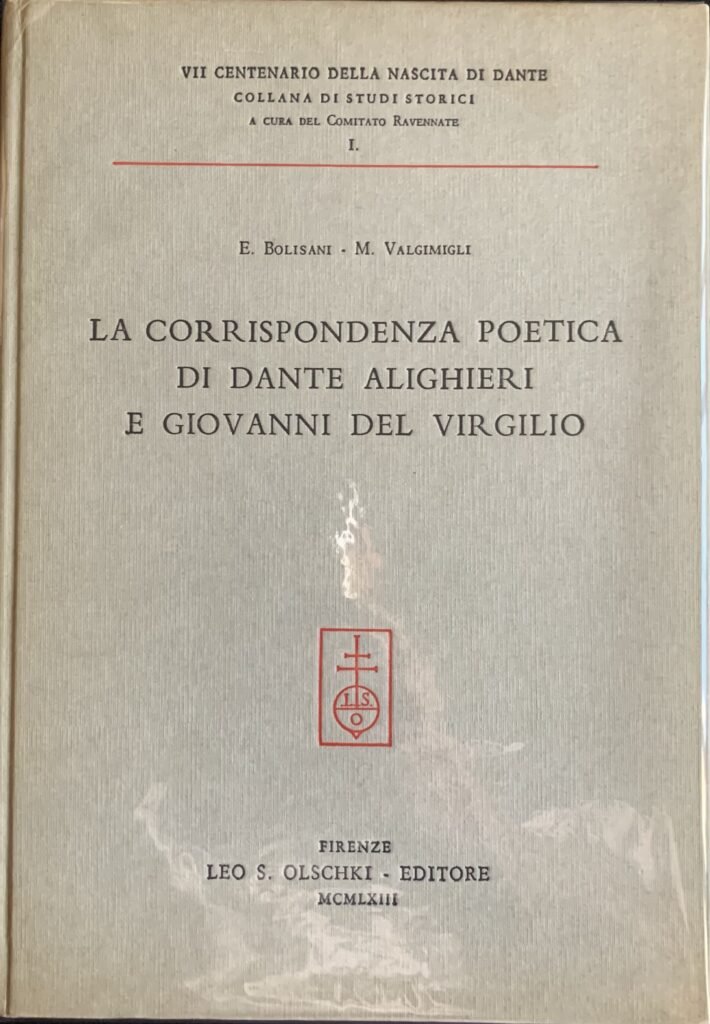 VII CENTENARIO DELLA NASCITA DI DANTE
COLLANA DI STUDI STORICI
A CURA DEL COMITATO RAVENNATE
I.
E. BOLISANI - M. VALGIMIGLI
LA CORRISPONDENZA POETICA
DI DANTE ALIGHIERI
E GIOVANNI DEL VIRGILIO
L. S.
O
FIRENZE
LEO S. OLSCHKI - EDITORE
MCMLXIII